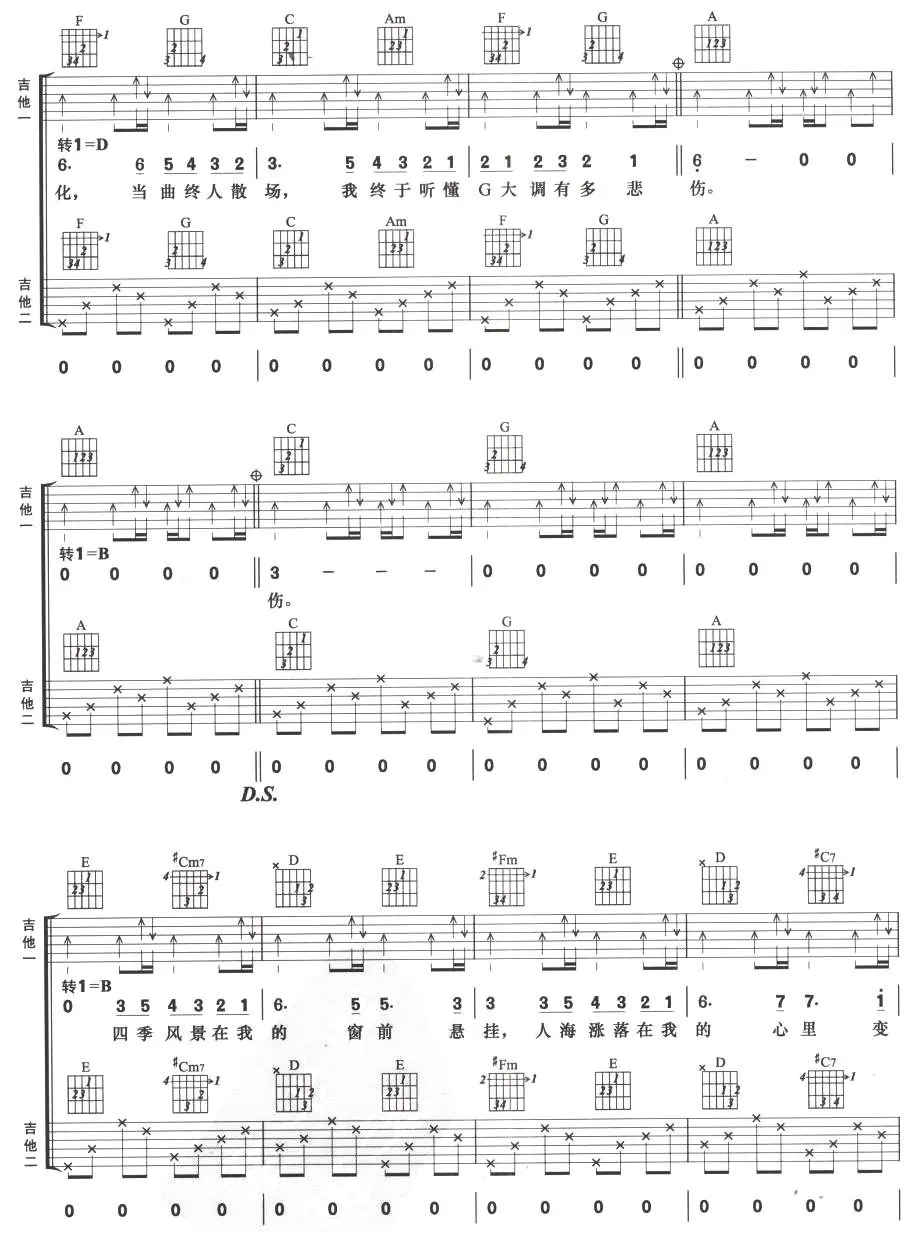 F G C Am F G A
吉他一
转1=D
6· 6 5 4 3 2 | 3· 5 4 3 2 1 | 2 1 2 3 2 1 || 6 – 0 0
化， 当 曲 终 人 散 场， 我 终 于 听 懂 G 大 调 有 多 悲 伤。
F G C Am F G A
吉他二
0 0 0 0 | 0 0 0 0 | 0 0 0 0 || 0 0 0 0
A C G A
吉他一
转1=B
0 0 0 0 || 3 – – – | 0 0 0 0 | 0 0 0 0
伤。
A C G A
吉他二
0 0 0 0 || 0 0 0 0 | 0 0 0 0 | 0 0 0 0
D.S.
E #Cm7 D E #Fm E D #C7
吉他一
转1=B
0 3 5 4 3 2 1 | 6· 5 5· 3 | 3 3 5 4 3 2 1 | 6· 7 7· 1
四 季 风 景 在 我 的 窗 前 悬 挂， 人 海 涨 落 在 我 的 心 里 变
E #Cm7 D E #Fm E D #C7
吉他二
0 0 0 0 | 0 0 0 0 | 0 0 0 0 | 0 0 0 0